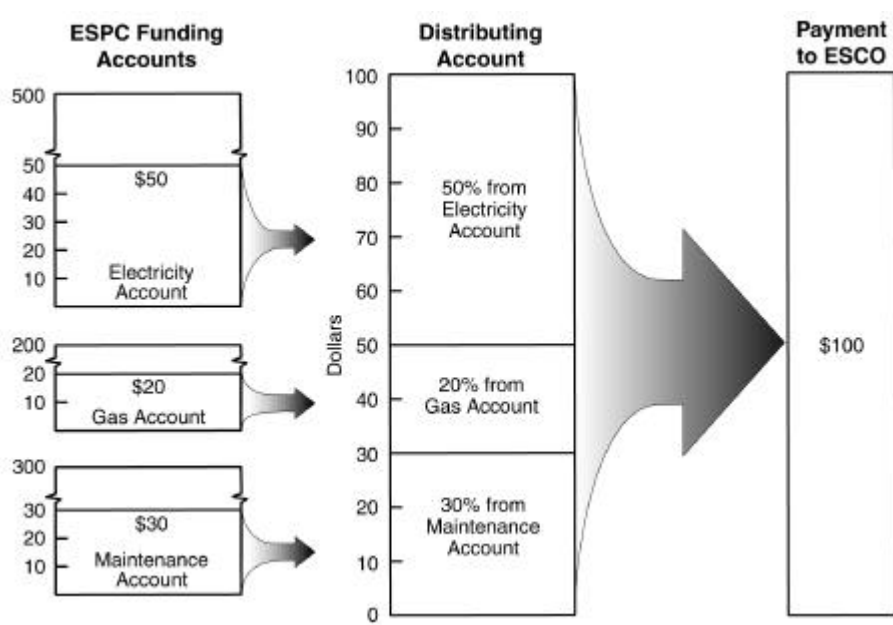 ESPC Funding
Accounts
500
50
$50
40
30
20
10
Electricity
Account
200
20
$20
10
Gas Account
300
30
$30
20
10
Maintenance
Account
Distributing
Account
Dollars
100
90
80
70
60
50
40
30
20
10
0
50% from
Electricity
Account
20% from
Gas Account
30% from
Maintenance
Account
Payment
to ESCO
$100